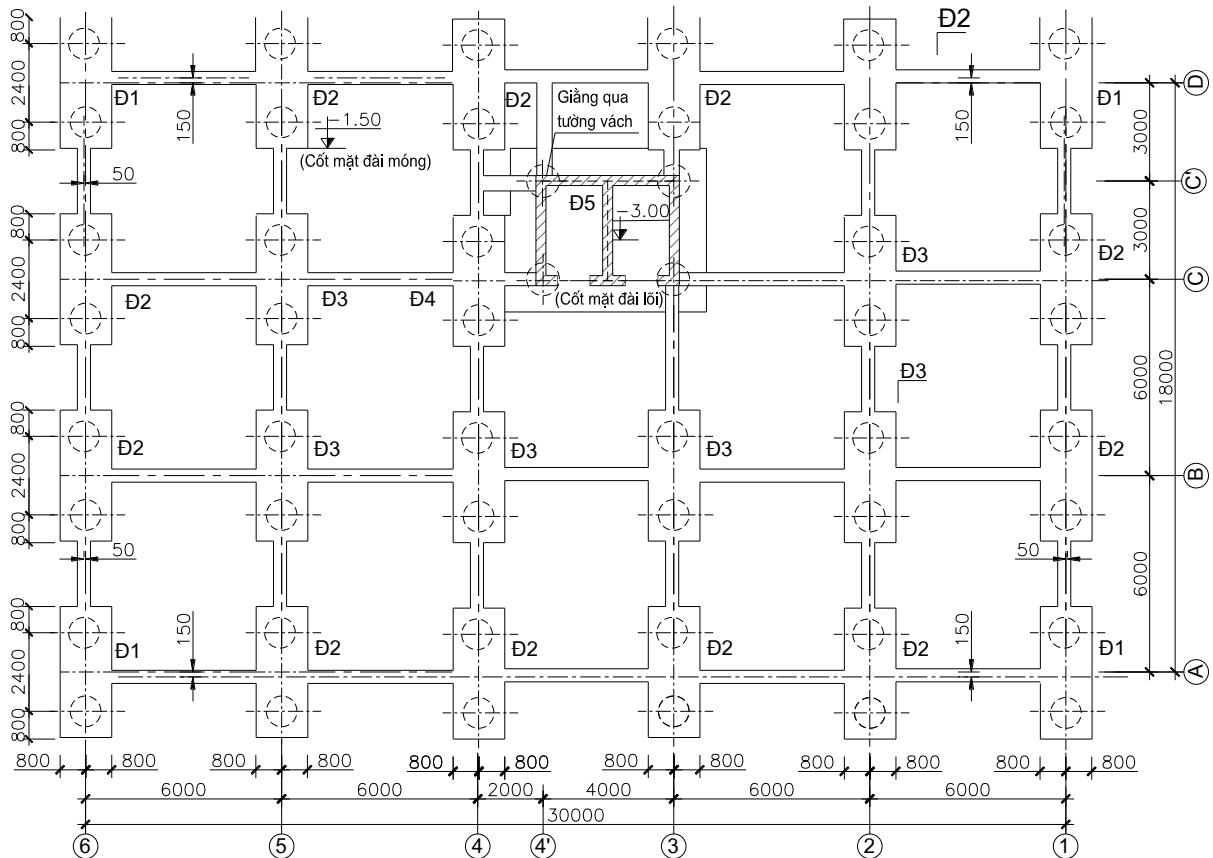 800
2400
800
Đ1
150
Đ2
-1.50
(Cốt mặt đài móng)
Đ2
Giằng qua
tường vách
Đ2
Đ2
150
Đ1
D
3000
C'
3000
50
Đ5
-3.00
(Cốt mặt đài lõi)
800
2400
800
Đ2
Đ3
Đ4
Đ3
Đ2
C
6000
18000
Đ3
800
2400
800
Đ2
Đ3
Đ3
Đ3
Đ2
B
50
50
6000
800
2400
800
Đ1
150
Đ2
Đ2
Đ2
Đ2
150
Đ1
A
800 800 800 800 800 800 800 800 800 800 800 800
6000 6000 2000 4000 6000 6000
30000
6 5 4 4' 3 2 1